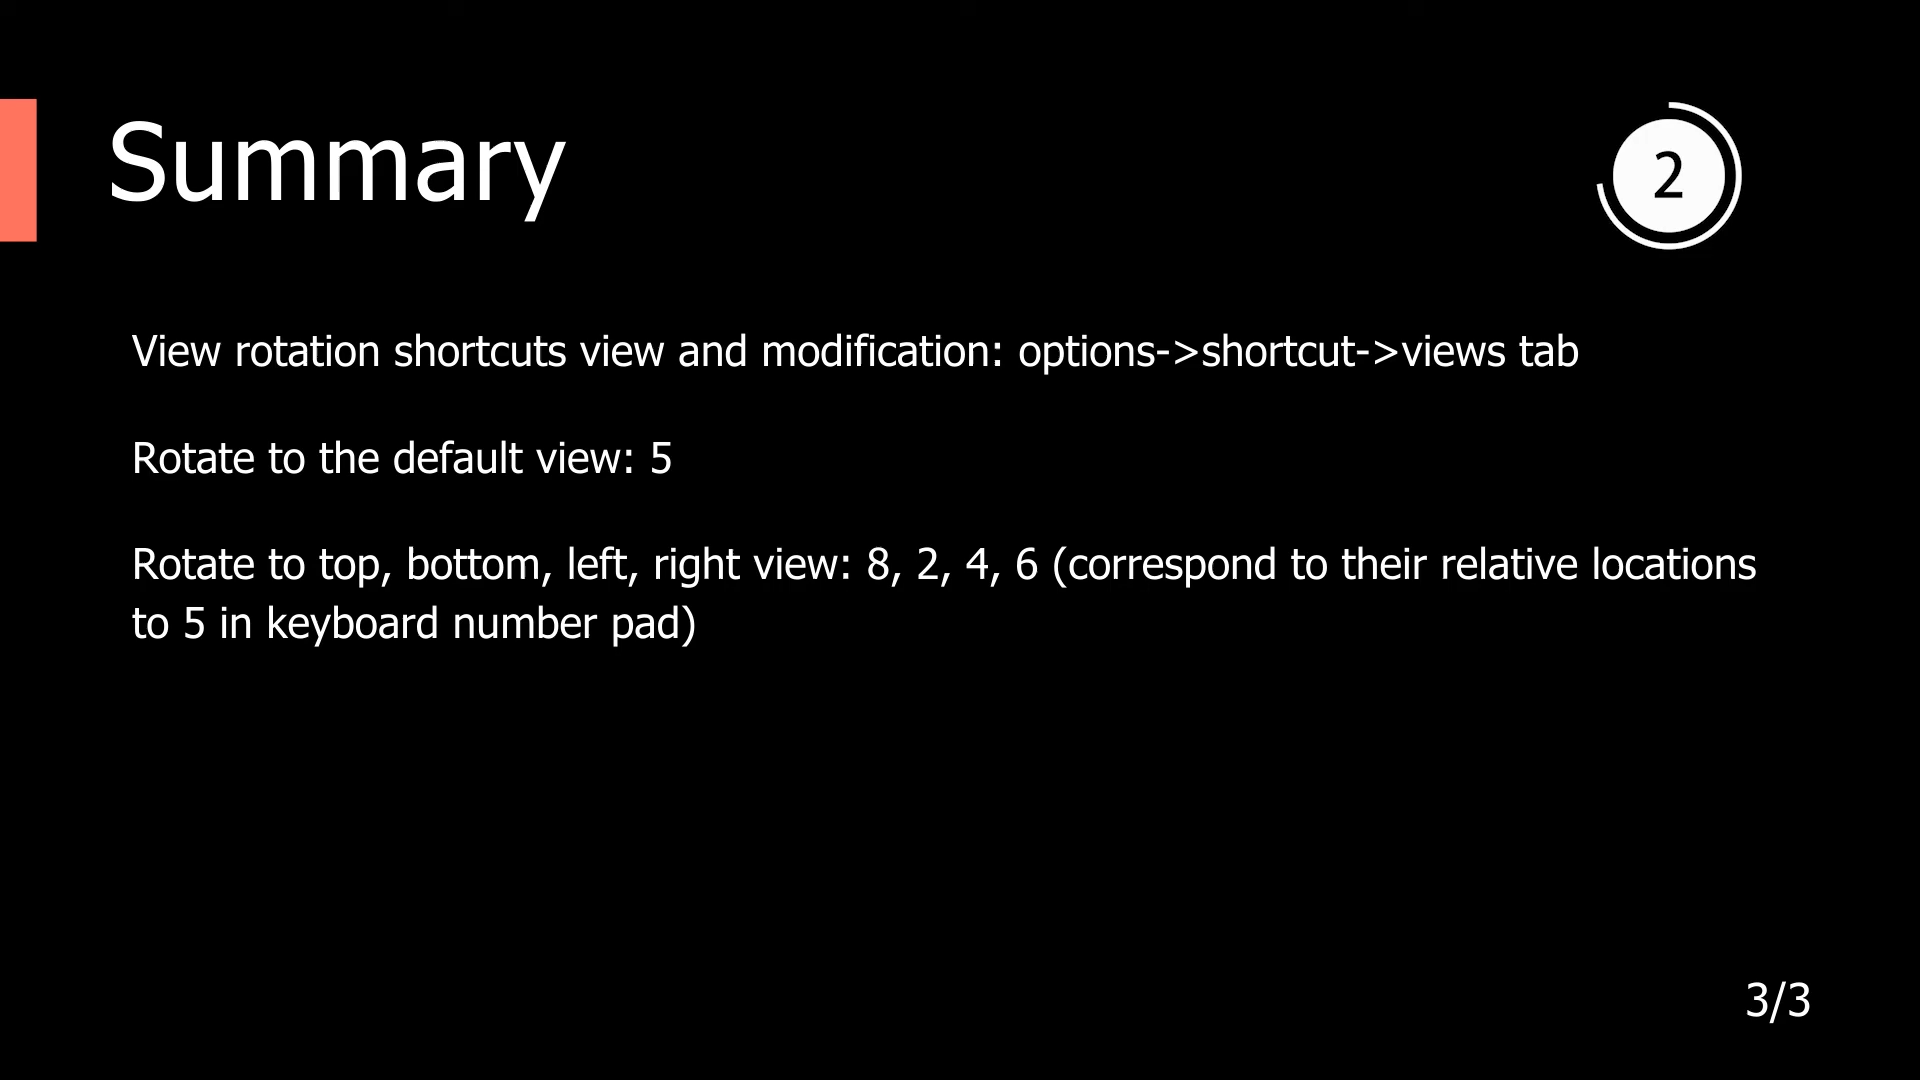 Summary
2
View rotation shortcuts view and modification: options->shortcut->views tab
Rotate to the default view: 5
Rotate to top, bottom, left, right view: 8, 2, 4, 6 (correspond to their relative locations
to 5 in keyboard number pad)
3/3